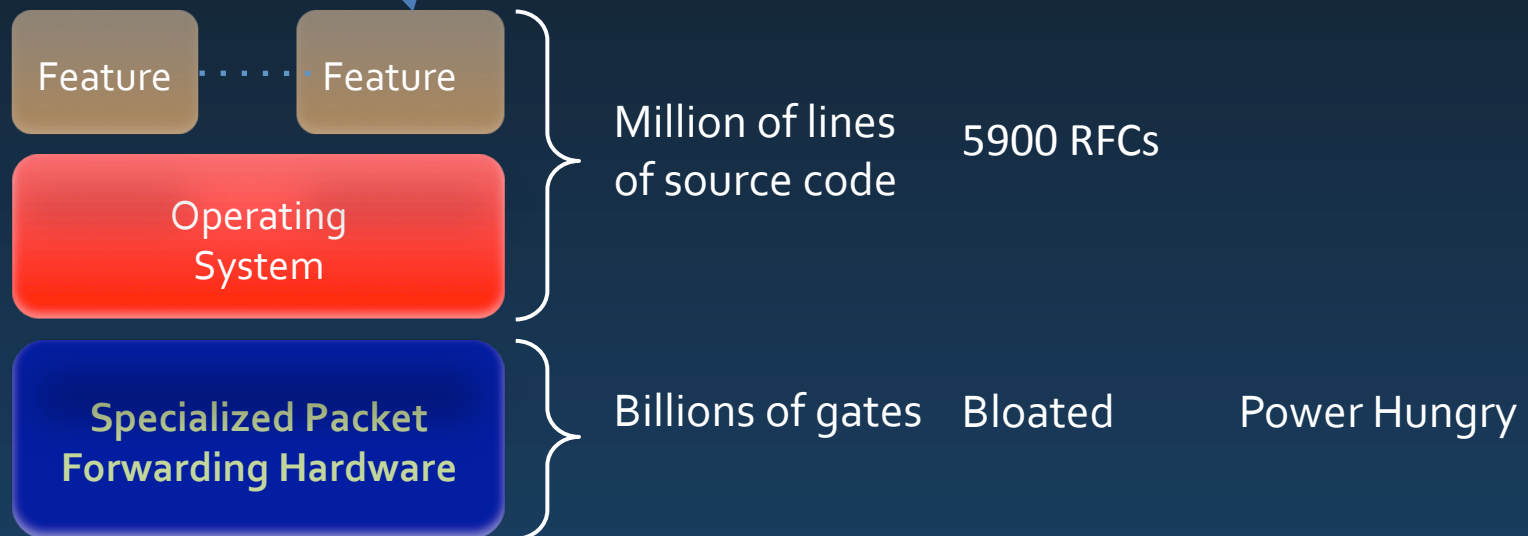 Feature ...... Feature
Million of lines
of source code
5900 RFCs
Operating
System
Specialized Packet
Forwarding Hardware
Billions of gates
Bloated
Power Hungry